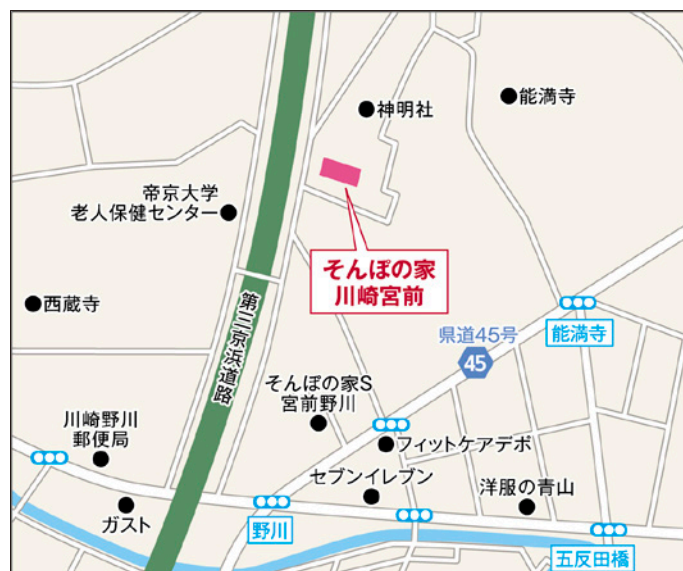 能満寺
神明社
帝京大学
老人保健センター
そんぽの家
川崎宮前
西蔵寺
第三京浜道路
能満寺
県道45号
45
そんぽの家S
宮前野川
川崎野川
郵便局
フィットケアデポ
セブンイレブン
洋服の青山
ガスト
野川
五反田橋